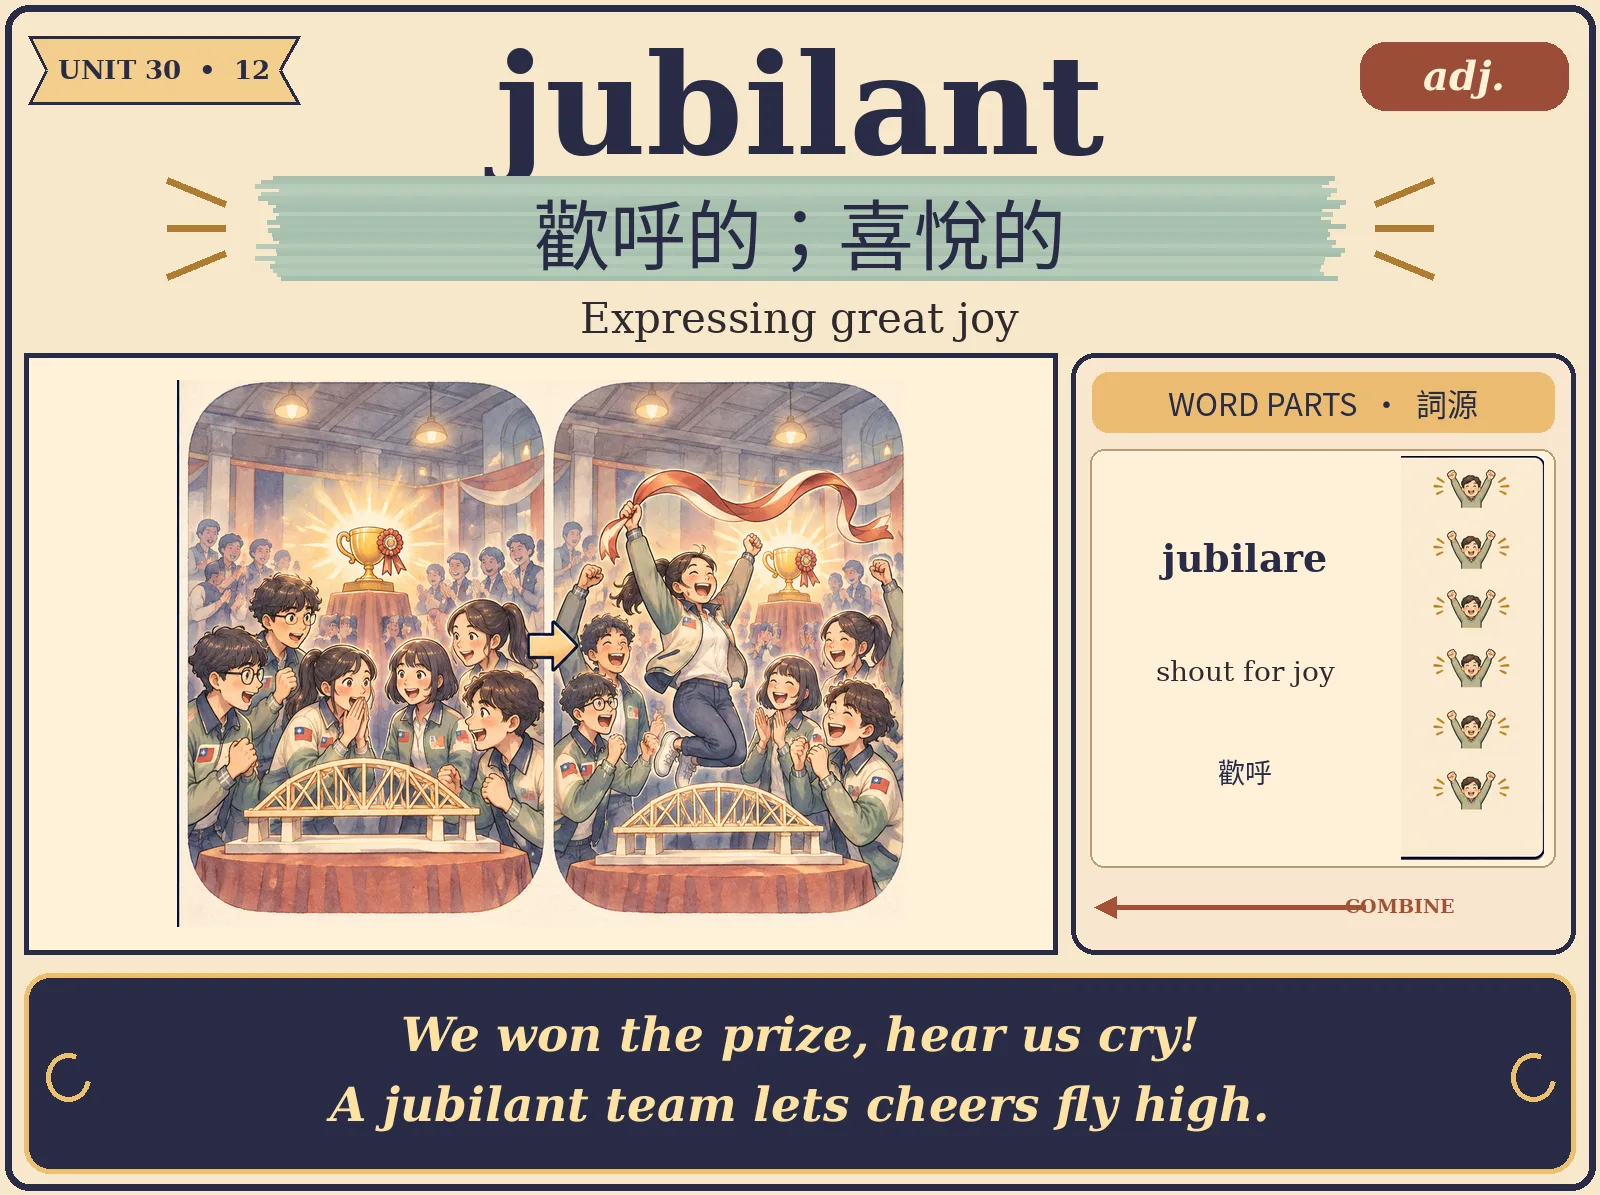 UNIT 30 • 12
jubilant
adj.
歡呼的；喜悅的
Expressing great joy
WORD PARTS • 詞源
jubilare
shout for joy
歡呼
COMBINE
We won the prize, hear us cry!
A jubilant team lets cheers fly high.